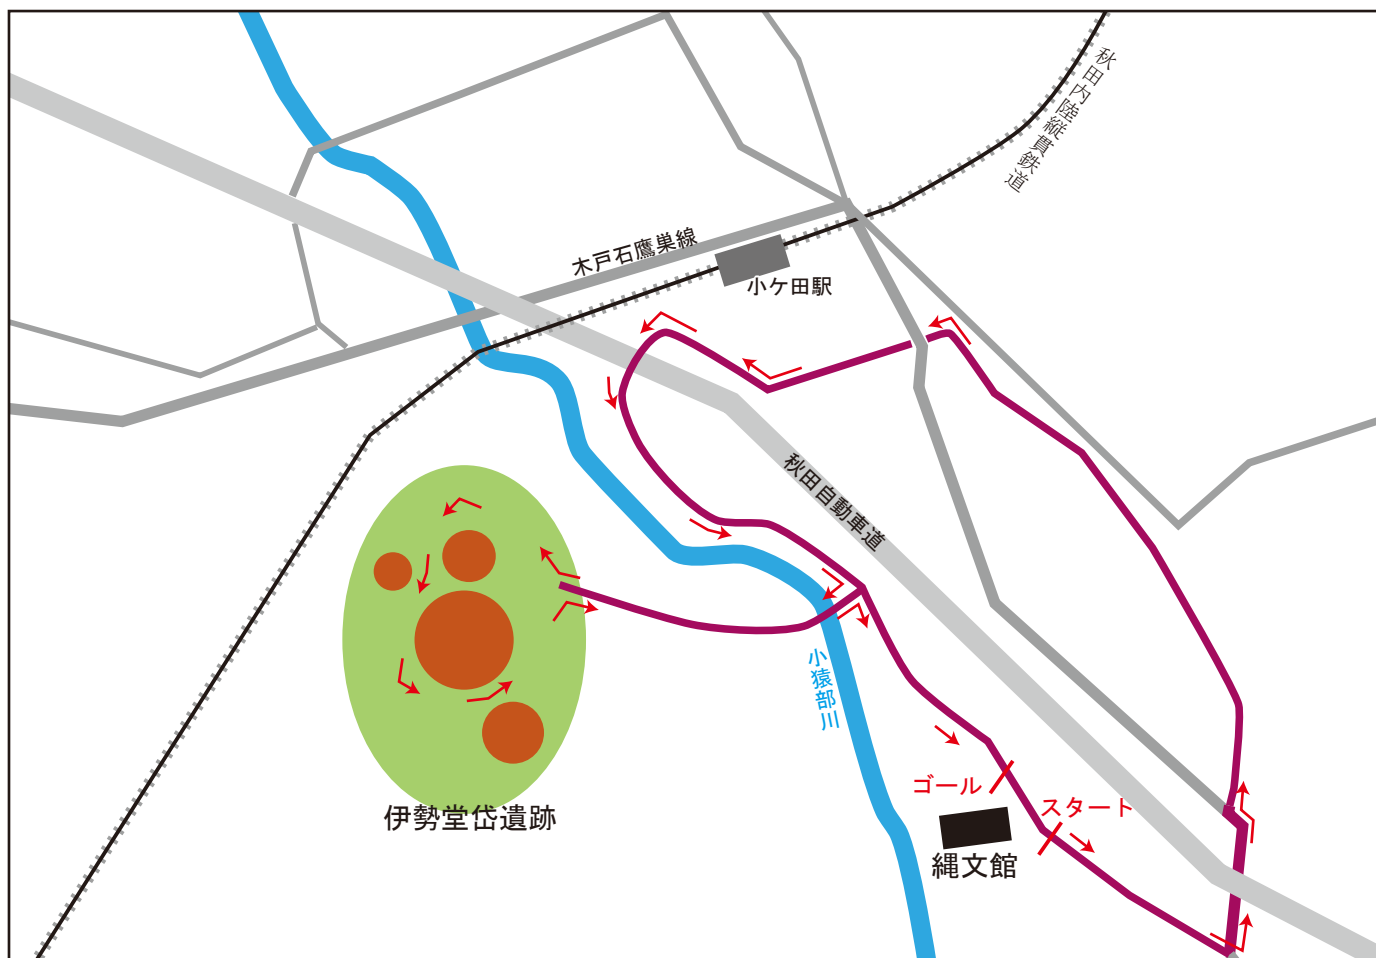 秋田内陸縦貫鉄道
木戸石鷹巣線
小ケ田駅
秋田自動車道
小猿部川
ゴール
スタート
伊勢堂岱遺跡
縄文館